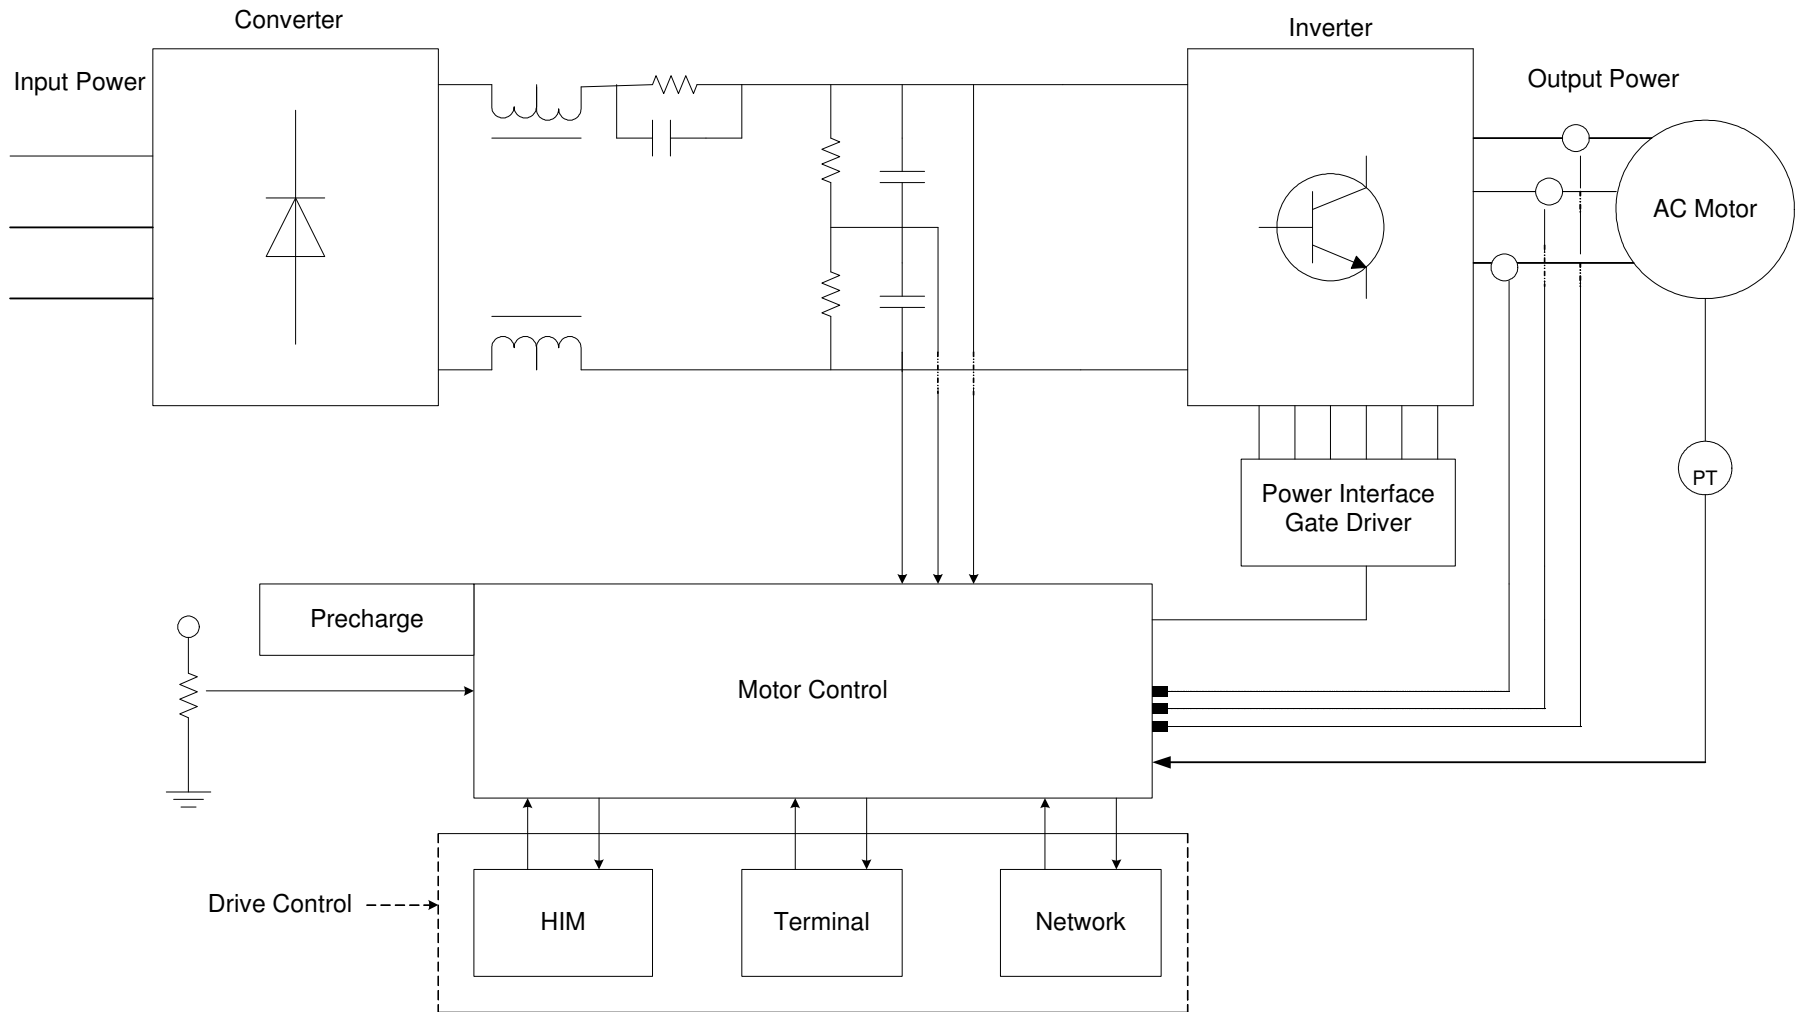 Converter
Inverter
Input Power
Output Power
AC Motor
PT
Power Interface
Gate Driver
Precharge
Motor Control
Drive Control
HIM
Terminal
Network